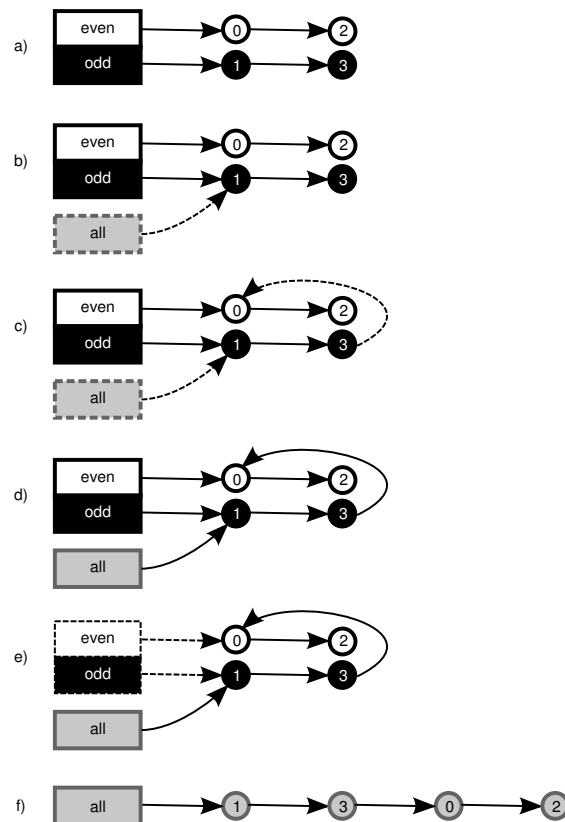 even 0 2
a)
odd 1 3
even 0 2
b)
odd 1 3
all
even 0 2
c)
odd 1 3
all
even 0 2
d)
odd 1 3
all
even 0 2
e)
odd 1 3
all
f) all 1 3 0 2